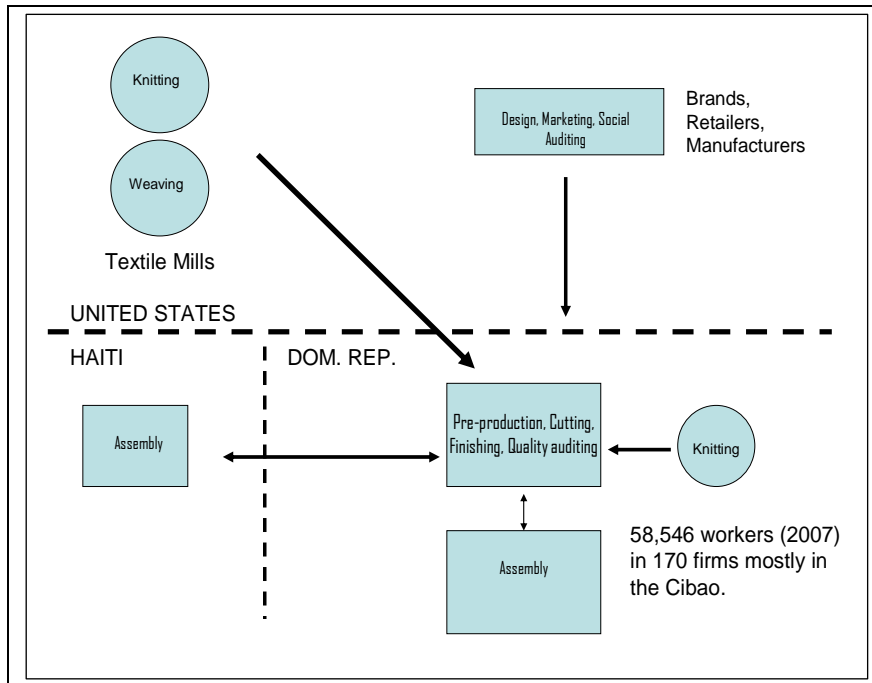 Knitting
Weaving
Textile Mills
Design, Marketing, Social
Auditing
Brands,
Retailers,
Manufacturers
UNITED STATES
HAITI
DOM. REP.
Assembly
Pre-production, Cutting,
Finishing, Quality auditing
Knitting
Assembly
58,546 workers (2007)
in 170 firms mostly in
the Cibao.